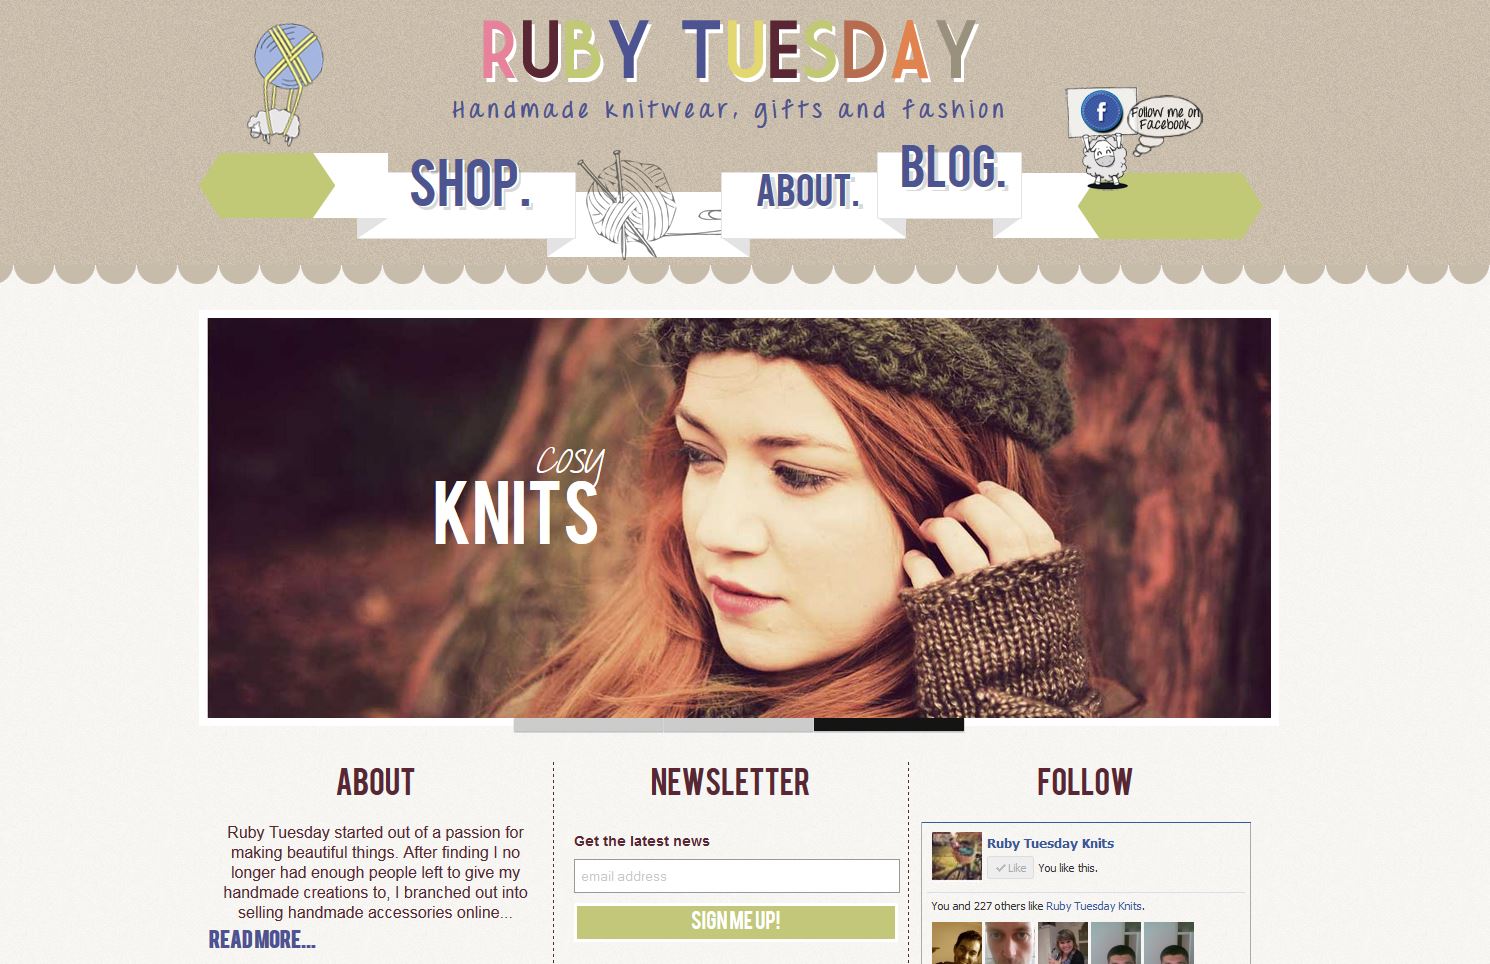 RUBY TUESDAY
Handmade knitwear, gifts and fashion
f
Follow me on
Facebook
SHOP.
ABOUT.
BLOG.
cosy
KNITS
ABOUT
Ruby Tuesday started out of a passion for
making beautiful things. After finding I no
longer had enough people left to give my
handmade creations to, I branched out into
selling handmade accessories online...
READ MORE...
NEWSLETTER
Get the latest news
email address
SIGN ME UP!
FOLLOW
Ruby Tuesday Knits
Like You like this.
You and 227 others like Ruby Tuesday Knits.